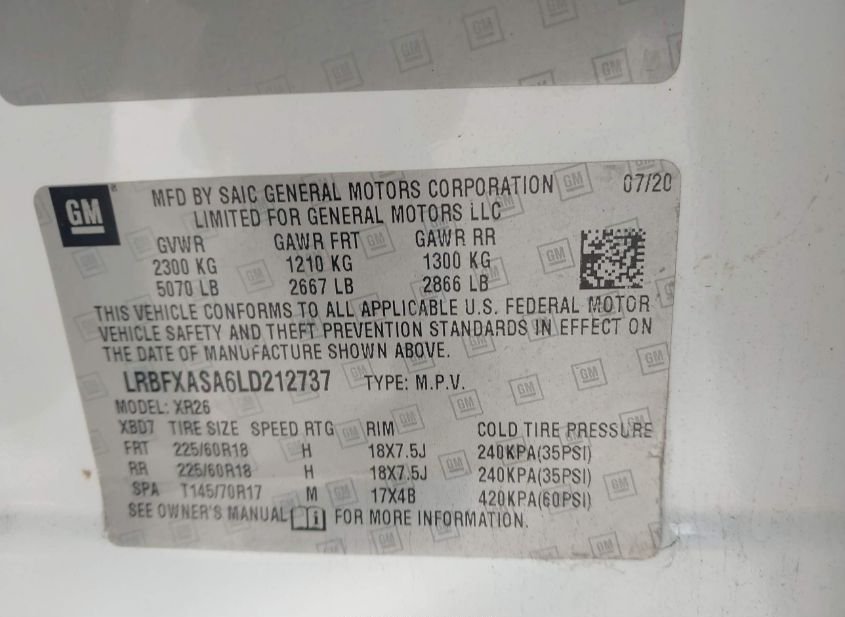 GM
MFD BY SAIC GENERAL MOTORS CORPORATION 07/20
LIMITED FOR GENERAL MOTORS LLC
GVWR GAWR FRT GAWR RR
2300 KG 1210 KG 1300 KG
5070 LB 2667 LB 2866 LB
THIS VEHICLE CONFORMS TO ALL APPLICABLE U.S. FEDERAL MOTOR
VEHICLE SAFETY AND THEFT PREVENTION STANDARDS IN EFFECT ON
THE DATE OF MANUFACTURE SHOWN ABOVE.
LRBFXASA6LD212737 TYPE: M.P.V.
MODEL: XR26
XBD7 TIRE SIZE SPEED RTG RIM COLD TIRE PRESSURE
FRT 225/60R18 H 18X7.5J 240KPA(35PSI)
RR 225/60R18 H 18X7.5J 240KPA(35PSI)
SPA T145/70R17 M 17X4B 420KPA(60PSI)
SEE OWNER'S MANUAL FOR MORE INFORMATION.